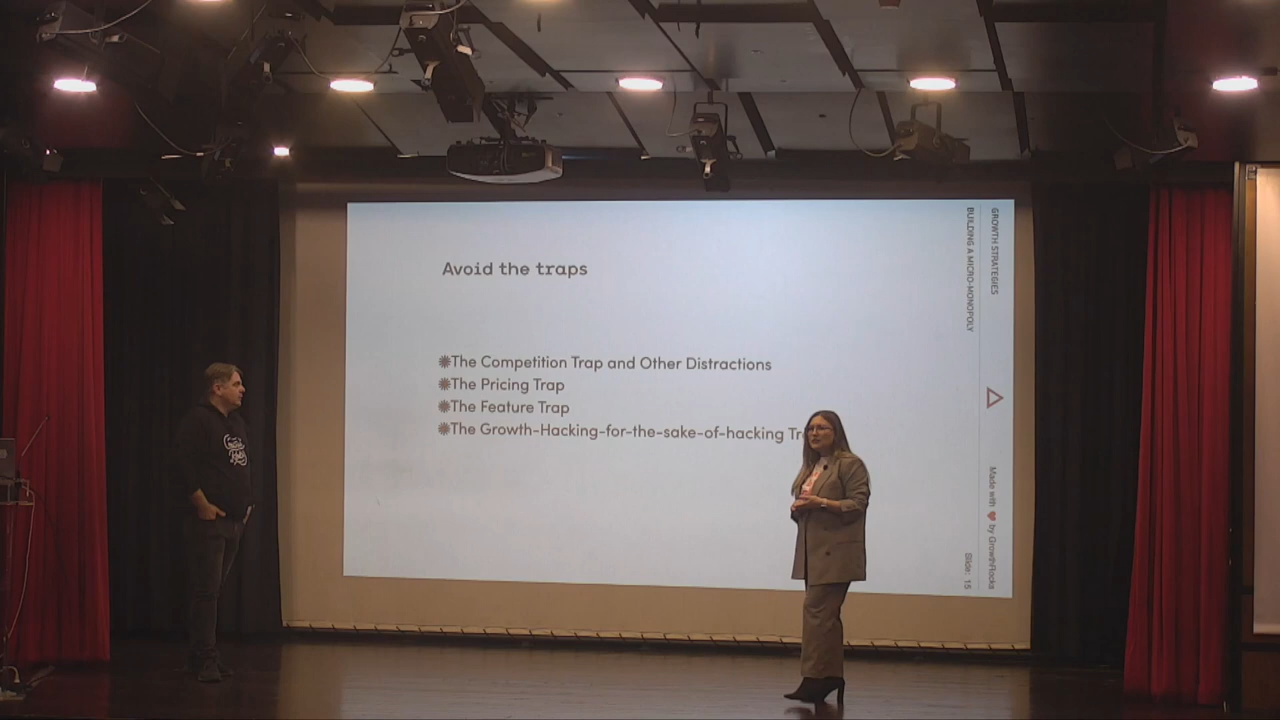 Avoid the traps
✺The Competition Trap and Other Distractions
✺The Pricing Trap
✺The Feature Trap
✺The Growth-Hacking-for-the-sake-of-hacking
GROWTH STRATEGIES
BUILDING A MICRO-MONOPOLY
Made with ❤ by GrowthRocks
Slide: 15